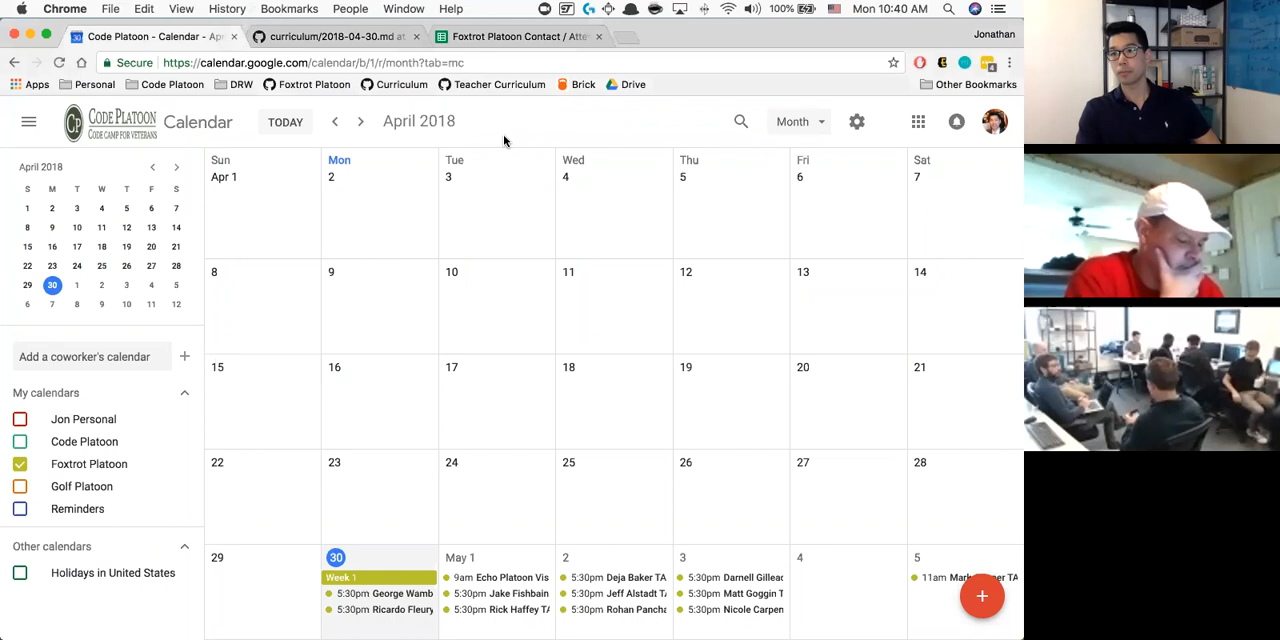 Chrome File Edit View History Bookmarks People Window Help 100% Mon 10:40 AM
Code Platoon - Calendar - Apr curriculum/2018-04-30.md at Foxtrot Platoon Contact / Atte Jonathan
Secure https://calendar.google.com/calendar/b/1/r/month?tab=mc
Apps Personal Code Platoon DRW Foxtrot Platoon Curriculum Teacher Curriculum Brick Drive Other Bookmarks
CODE PLATOON
CODE CAMP FOR VETERANS
Calendar TODAY April 2018 Month
April 2018
S M T W T F S
1 2 3 4 5 6 7
8 9 10 11 12 13 14
15 16 17 18 19 20 21
22 23 24 25 26 27 28
29 30 1 2 3 4 5
6 7 8 9 10 11 12
Add a coworker's calendar
My calendars
Jon Personal
Code Platoon
Foxtrot Platoon
Golf Platoon
Reminders
Other calendars
Holidays in United States
Sun Mon Tue Wed Thu Fri Sat
Apr 1 2 3 4 5 6 7
8 9 10 11 12 13 14
15 16 17 18 19 20 21
22 23 24 25 26 27 28
29 30 May 1 2 3 4 5
Week 1 9am Echo Platoon Vis 5:30pm Deja Baker TA 5:30pm Darnell Gilleac 11am
5:30pm George Wamb 5:30pm Jake Fishbain 5:30pm Jeff Alstadt T 5:30pm Matt Goggin T
5:30pm Ricardo Fleury 5:30pm Rick Haffey TA 5:30pm Rohan Pancha 5:30pm Nicole Carpen